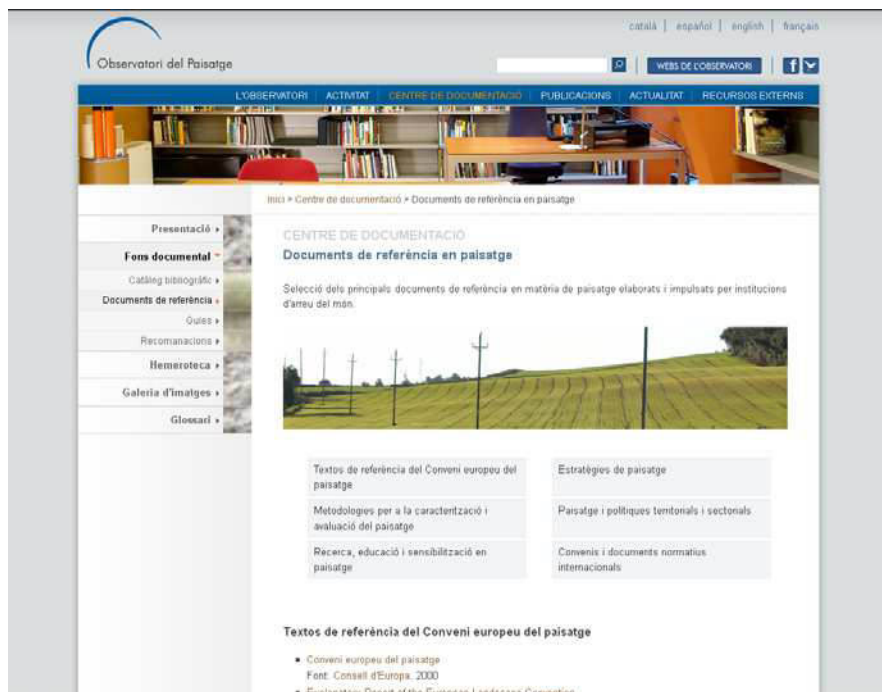 català | español | english | français
Observatori del Paisatge
WEBS DE L'OBSERVATORI
L'OBSERVATORI | ACTIVITAT | CENTRE DE DOCUMENTACIÓ | PUBLICACIONS | ACTUALITAT | RECURSOS EXTERNS
Inici > Centre de documentació > Documents de referència en paisatge
Presentació
Fons documental
Catàleg bibliogràfic
Documents de referència
Guies
Recomanacions
Hemeroteca
Galeria d'imatges
Glossari
CENTRE DE DOCUMENTACIÓ
Documents de referència en paisatge
Selecció dels principals documents de referència en matèria de paisatge elaborats i impulsats per institucions
d'arreu del món.
Textos de referència del Conveni europeu del
paisatge
Estratègies de paisatge
Metodologies per a la caracterització i
avaluació del paisatge
Paisatge i polítiques territorials i sectorials
Recerca, educació i sensibilització en
paisatge
Convenis i documents normatius
internacionals
Textos de referència del Conveni europeu del paisatge
Conveni europeu del paisatge
Font: Consell d'Europa, 2000